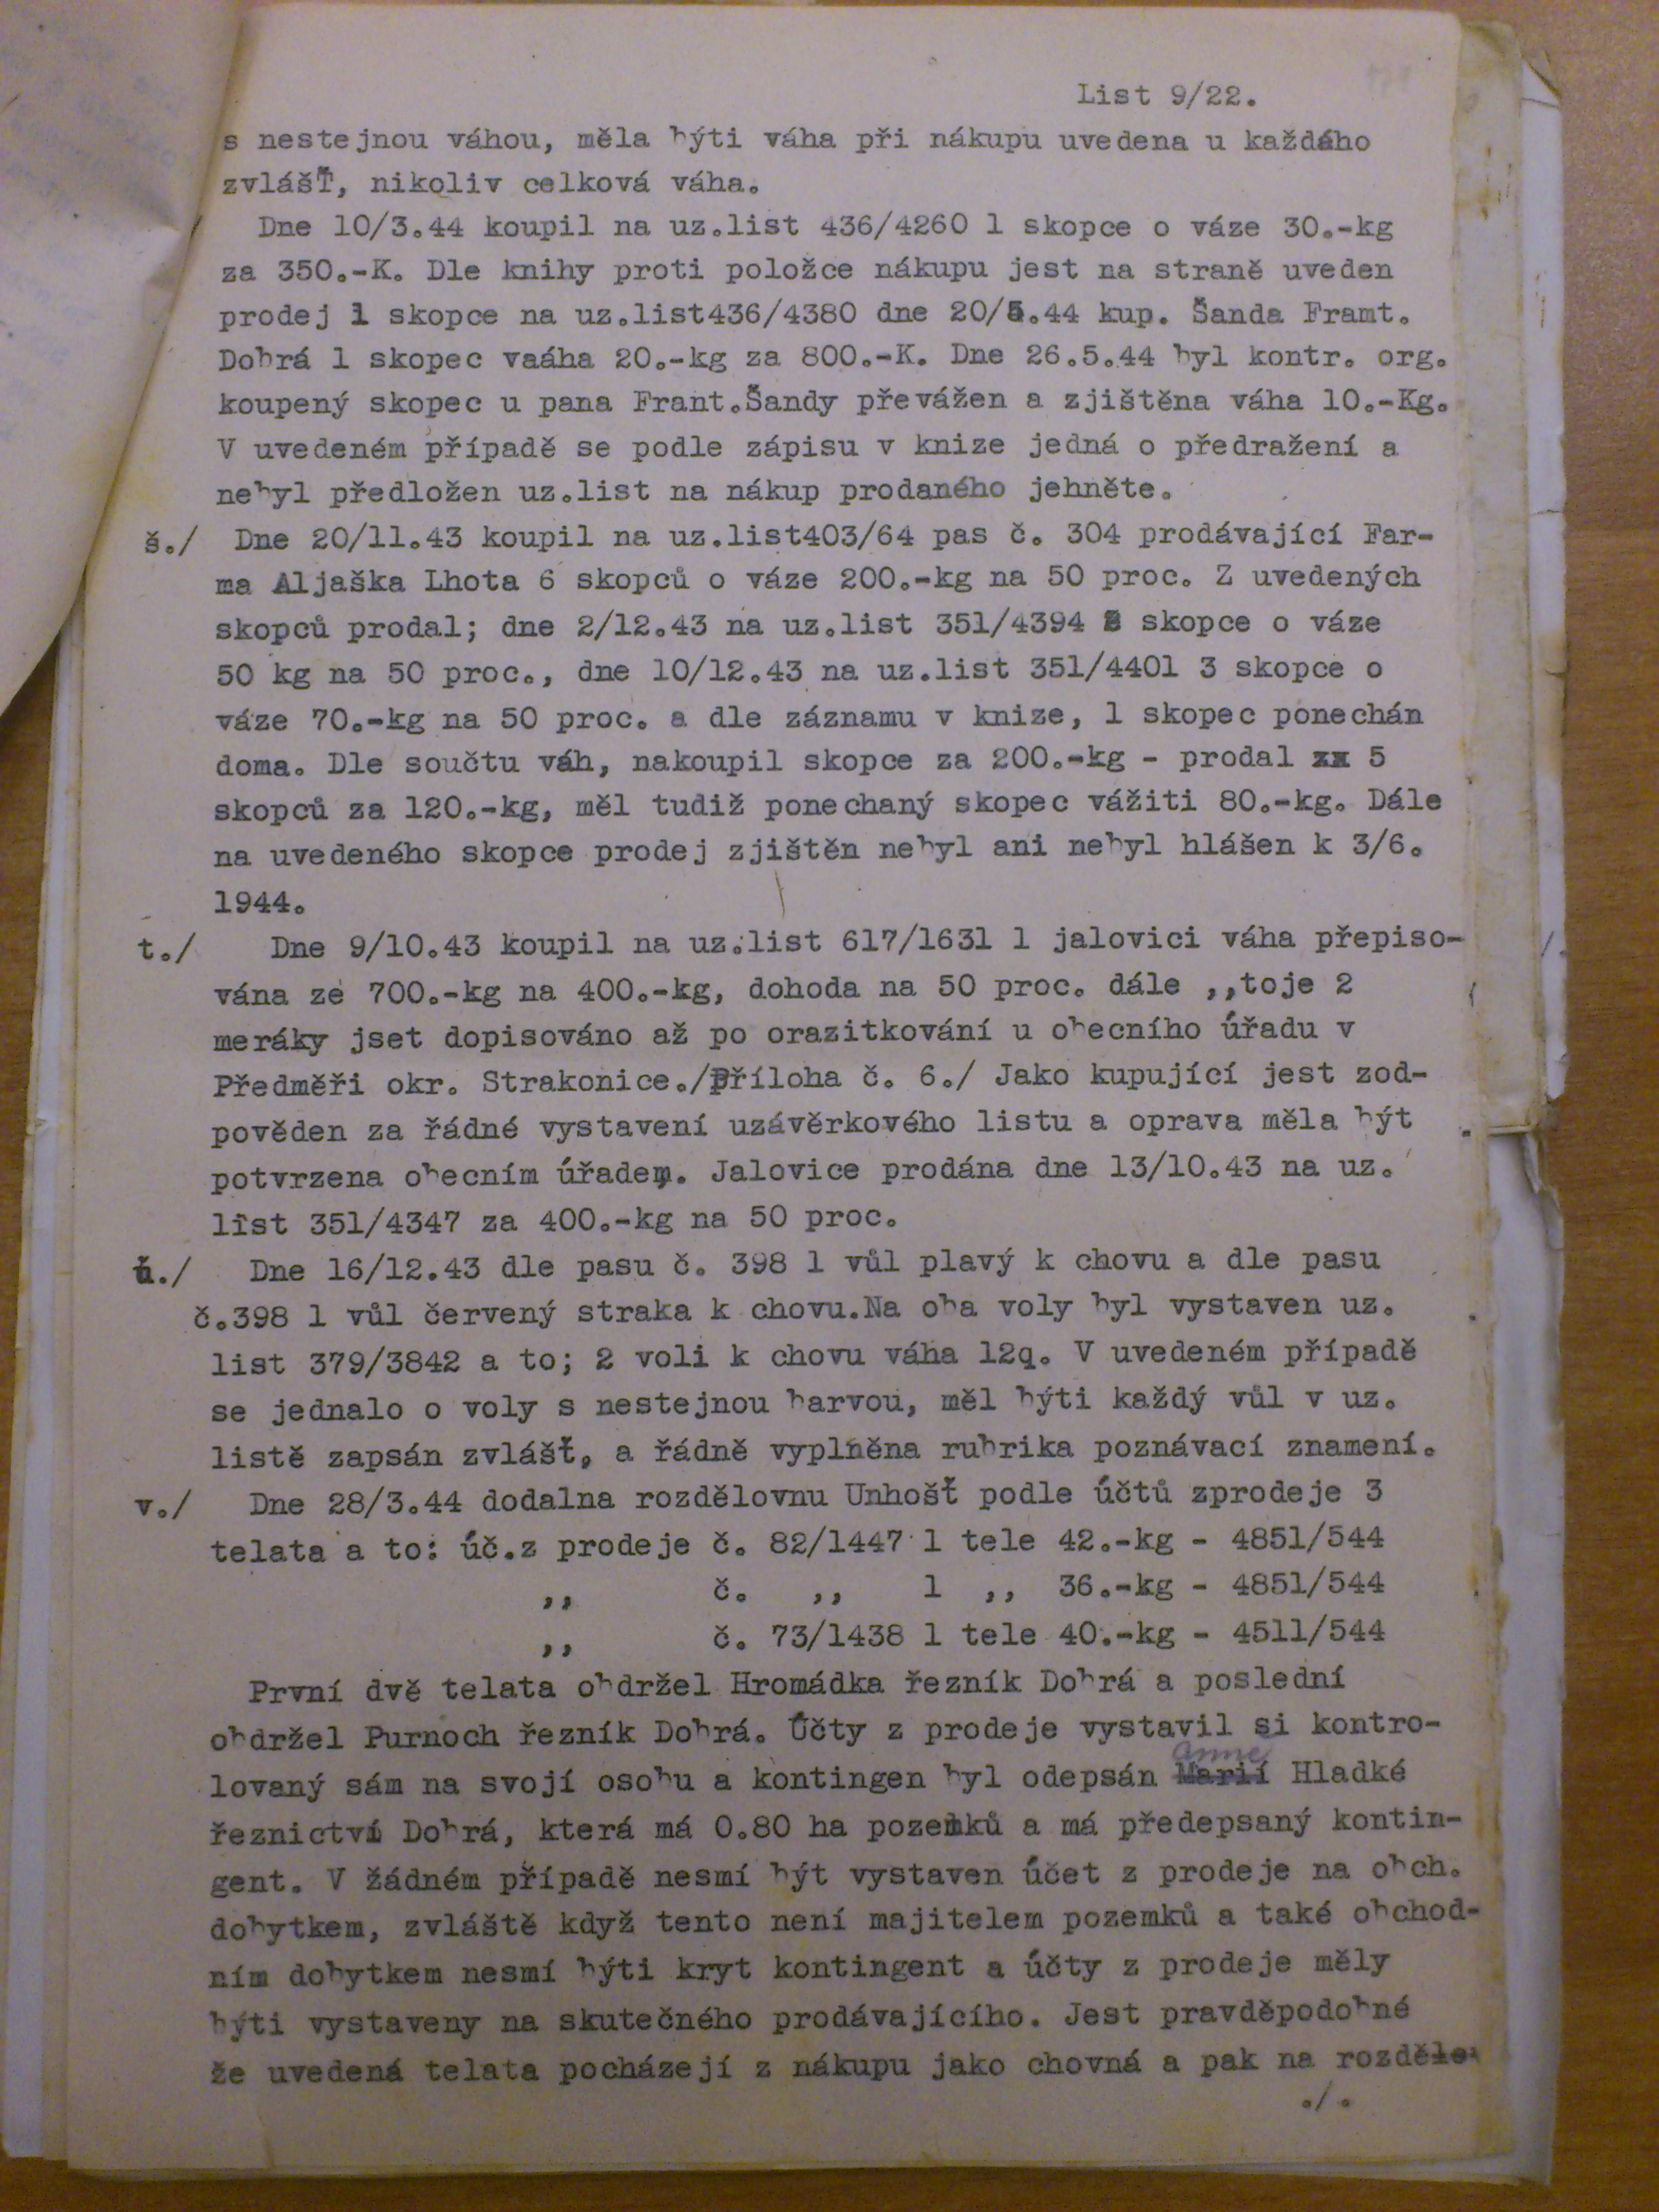 List 9/22.
s nestejnou váhou, měla býti váha při nákupu uvedena u každáho
zvlášť, nikoliv celková váha.
Dne 10/3.44 koupil na uz.list 436/4260 1 skopce o váze 30.-kg
za 350.-K. Dle knihy proti položce nákupu jest na straně uveden
prodej 1 skopce na uz.list436/4380 dne 20/5.44 kup. Šanda Framt.
Dobrá 1 skopec vaáha 20.-kg za 800.-K. Dne 26.5.44 byl kontr. org.
koupený skopec u pana Frant.Šandy převážen a zjištěna váha 10.-Kg.
V uvedeném případě se podle zápisu v knize jedná o předražení a
nebyl předložen uz.list na nákup prodaného jehněte.
š./ Dne 20/11.43 koupil na uz.list403/64 pas č. 304 prodávající Far-
ma Aljaška Lhota 6 skopců o váze 200.-kg na 50 proc. Z uvedených
skopců prodal; dne 2/12.43 na uz.list 351/4394 2 skopce o váze
50 kg na 50 proc., dne 10/12.43 na uz.list 351/4401 3 skopce o
váze 70.-kg na 50 proc. a dle záznamu v knize, 1 skopec ponechán
doma. Dle součtu váh, nakoupil skopce za 200.-kg - prodal xx 5
skopců za 120.-kg, měl tudiž ponechaný skopec vážiti 80.-kg. Dále
na uvedeného skopce prodej zjištěn nebyl ani nebyl hlášen k 3/6.
1944.
t./ Dne 9/10.43 koupil na uz.list 617/1631 1 jalovici váha přepiso-
vána ze 700.-kg na 400.-kg, dohoda na 50 proc. dále ,,toje 2
meráky jset dopisováno až po orazitkování u obecního úřadu v
Předměři okr. Strakonice./Příloha č. 6./ Jako kupující jest zod-
pověden za řádné vystavení uzávěrkového listu a oprava měla být
potvrzena obecním úřadem. Jalovice prodána dne 13/10.43 na uz.
list 351/4347 za 400.-kg na 50 proc.
ů./ Dne 16/12.43 dle pasu č. 398 1 vůl plavý k chovu a dle pasu
č.398 1 vůl červený straka k chovu.Na oba voly byl vystaven uz.
list 379/3842 a to; 2 voli k chovu váha 12q. V uvedeném případě
se jednalo o voly s nestejnou barvou, měl býti každý vůl v uz.
listě zapsán zvlášť, a řádně vyplněna rubrika poznávací znamení.
v./ Dne 28/3.44 dodalna rozdělovnu Unhošť podle účtů zprodeje 3
telata a to: úč.z prodeje č. 82/1447 1 tele 42.-kg - 4851/544
,, č. ,, 1 ,, 36.-kg - 4851/544
,, č. 73/1438 1 tele 40.-kg - 4511/544
První dvě telata obdržel Hromádka řezník Dobrá a poslední
obdržel Purnoch řezník Dobrá. Účty z prodeje vystavil si kontro-
anne
lovaný sám na svojí osobu a kontingen byl odepsán Marií Hladké
řeznictví Dobrá, která má 0.80 ha pozemků a má předepsaný kontin-
gent. V žádném případě nesmí být vystaven účet z prodeje na obch.
dobytkem, zvláště když tento není majitelem pozemků a také obchod-
ním dobytkem nesmí býti kryt kontingent a účty z prodeje měly
býti vystaveny na skutečného prodávajícího. Jest pravděpodobné
že uvedená telata pocházejí z nákupu jako chovná a pak na rozděle-
./.